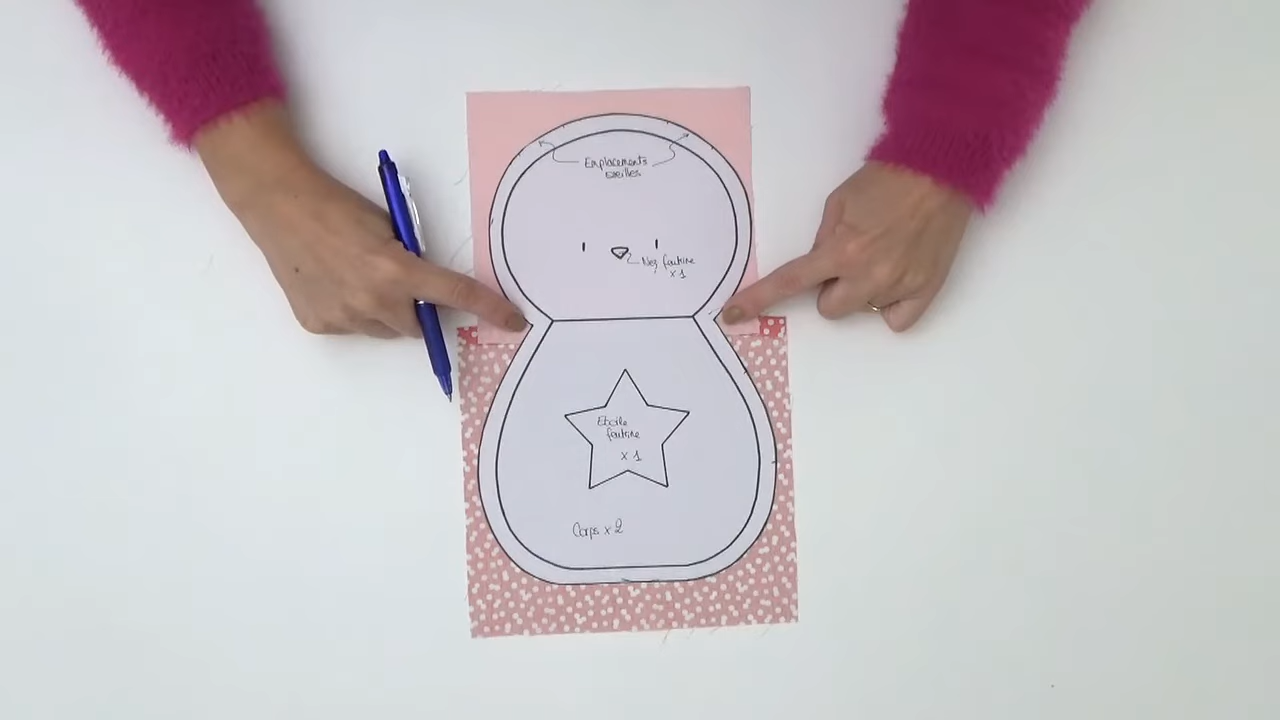 Emplacements
oreilles
Nez feutrine
x 1
Etoile
feutrine
x 1
Corps x 2